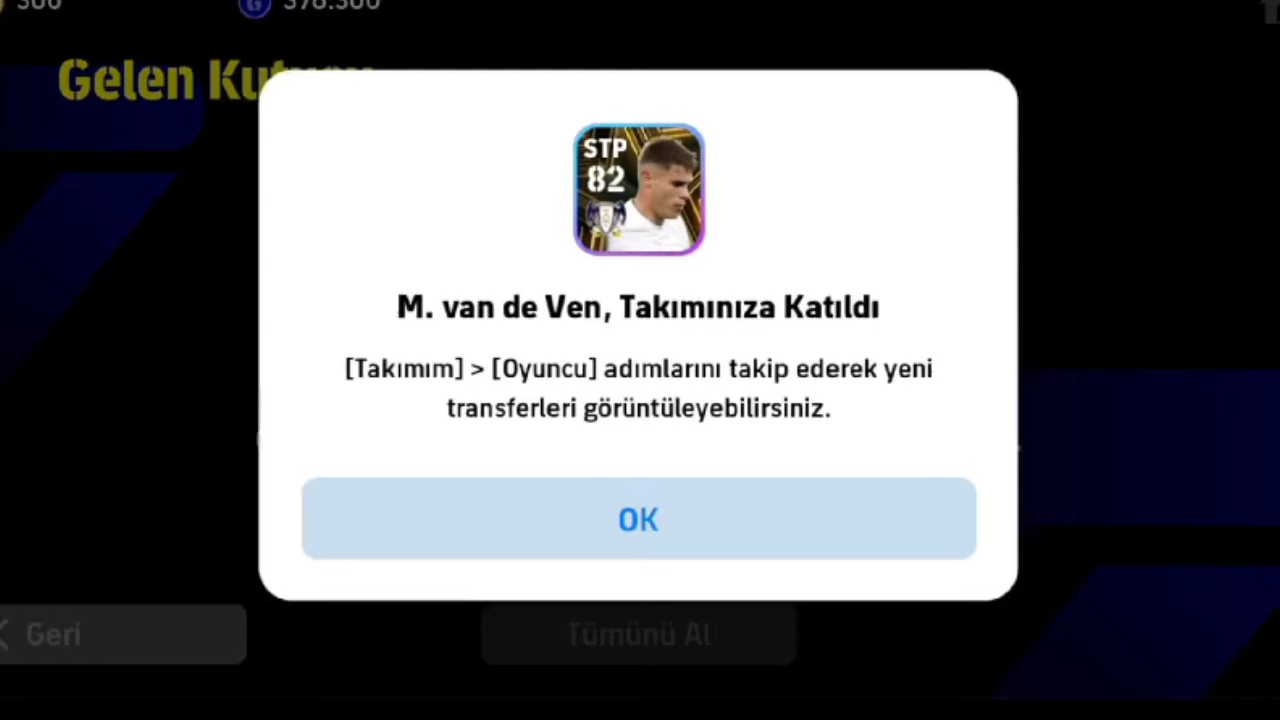 Gelen
STP
82
M. van de Ven, Takımınıza Katıldı
[Takımım] > [Oyuncu] adımlarını takip ederek yeni
transferleri görüntüleyebilirsiniz.
OK
Geri
Tümünü Al